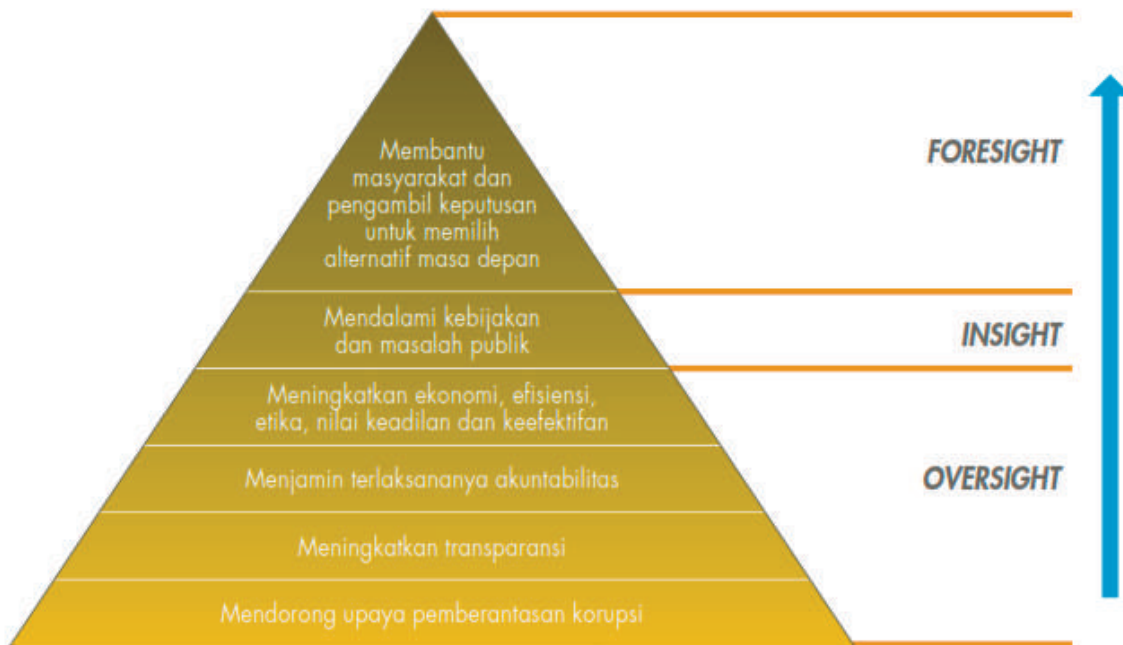 Membantu
masyarakat dan
pengambil keputusan
untuk memilih
alternatif masa depan
FORESIGHT
Mendalami kebijakan
dan masalah publik
INSIGHT
Meningkatkan ekonomi, efisiensi,
etika, nilai keadilan dan keefektifan
Menjamin terlaksananya akuntabilitas
OVERSIGHT
Meningkatkan transparansi
Mendorong upaya pemberantasan korupsi